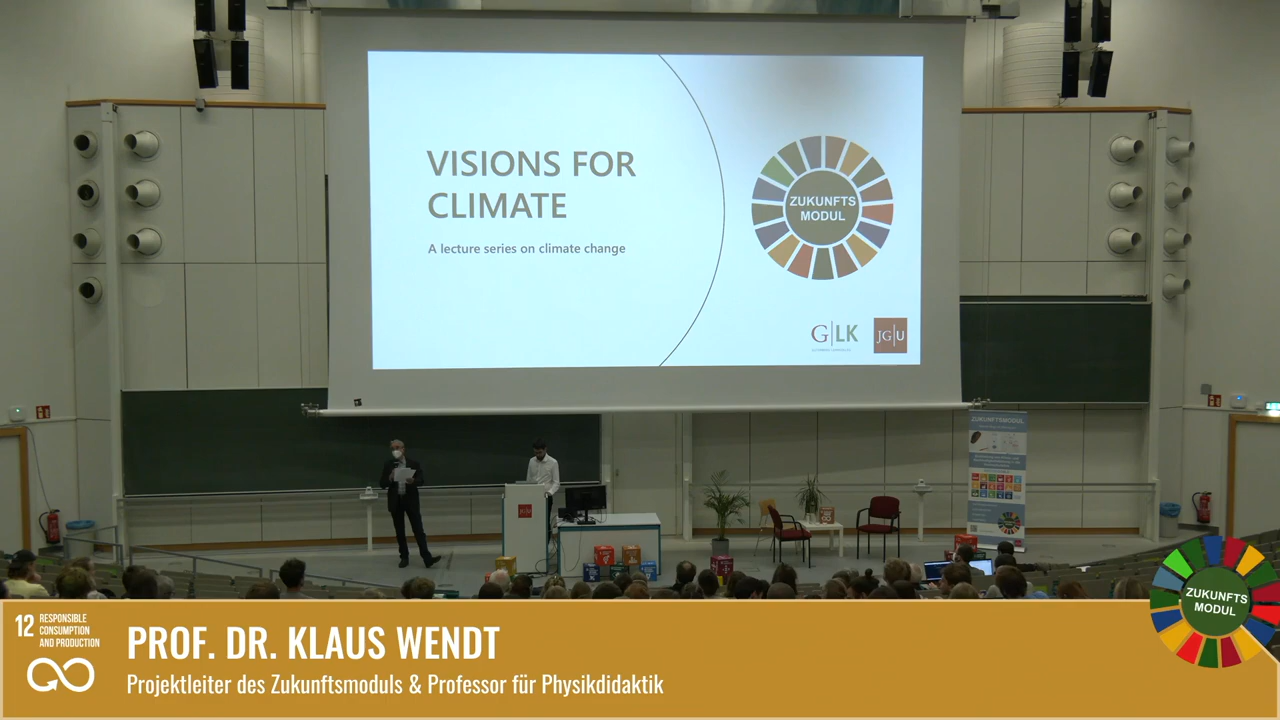 VISIONS FOR
CLIMATE
A lecture series on climate change
ZUKUNFTS
MODUL
G|LK
JG|U
ZUKUNFTSMODUL
JG|U
12 RESPONSIBLE
CONSUMPTION
AND PRODUCTION
PROF. DR. KLAUS WENDT
Projektleiter des Zukunftsmoduls & Professor für Physikdidaktik
ZUKUNFTS
MODUL